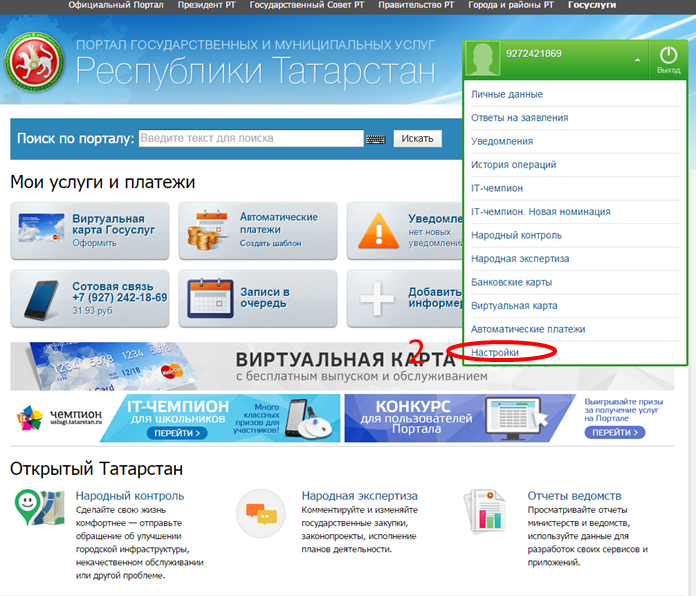 Официальный Портал Президент РТ Государственный Совет РТ Правительство РТ Города и районы РТ Госуслуги
ПОРТАЛ ГОСУДАРСТВЕННЫХ И МУНИЦИПАЛЬНЫХ УСЛУГ
Республики Татарстан
9272421869
Выход
Личные данные
Ответы на заявления
Уведомления
История операций
IT-чемпион
IT-чемпион. Новая номинация
Народный контроль
Народная экспертиза
Банковские карты
Виртуальная карта
Автоматические платежи
2 Настройки
Поиск по порталу: Введите текст для поиска Искать
Мои услуги и платежи
Виртуальная
карта Госуслуг
Оформить
Автоматические
платежи
Создать шаблон
Уведомле
нет новых
уведомлени
Сотовая связь
+7 (927) 242-18-69
31.93 руб
Записи в
очередь
Добавить
информер
ВИРТУАЛЬНАЯ КАРТА
с бесплатным выпуском и обслуживанием
MasterCard
it чемпион
uslugi.tatarstan.ru
IT-ЧЕМПИОН
для школьников
ПЕРЕЙТИ >
Много
классных
призов для
участников!
КОНКУРС
для пользователей
Портала
Выигрывайте призы
за получение услуг
на Портале
ПЕРЕЙТИ >
Открытый Татарстан
Народный контроль
Сделайте свою жизнь
комфортнее — отправьте
обращение об улучшении
городской инфраструктуры,
некачественном обслуживании
или другой проблеме.
Народная экспертиза
Комментируйте и изменяйте
государственные закупки,
законопроекты, исполнение
планов деятельности.
Отчеты ведомств
Просматривайте отчеты
министерств и ведомств,
используйте данные для
разработок своих сервисов и
приложений.